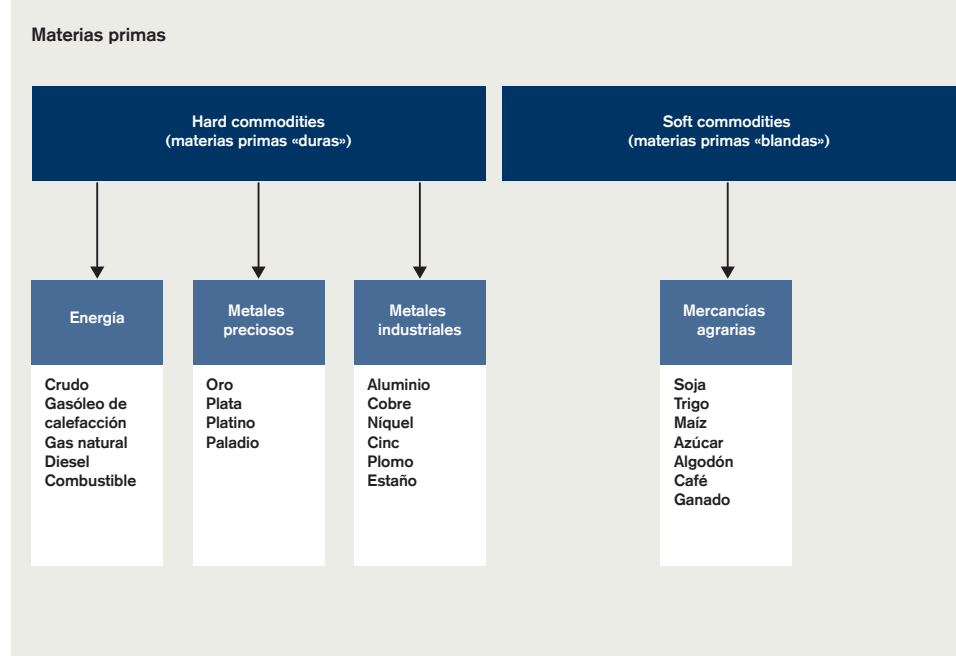 Materias primas
Hard commodities
(materias primas «duras»)
Soft commodities
(materias primas «blandas»)
Energía
Crudo
Gasóleo de
calefacción
Gas natural
Diesel
Combustible
Metales
preciosos
Oro
Plata
Platino
Paladio
Metales
industriales
Aluminio
Cobre
Níquel
Cinc
Plomo
Estaño
Mercancías
agrarias
Soja
Trigo
Maíz
Azúcar
Algodón
Café
Ganado